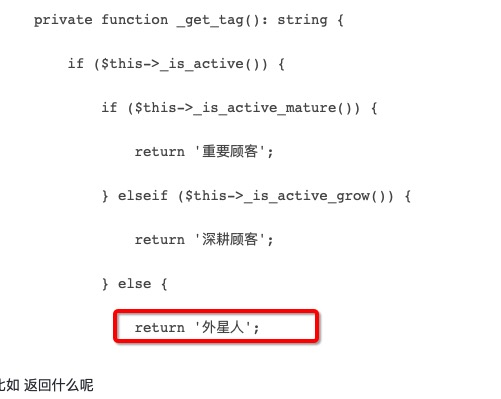 private function _get_tag(): string {
if ($this->_is_active()) {
if ($this->_is_active_mature()) {
return '重要顾客';
} elseif ($this->_is_active_grow()) {
return '深耕顾客';
} else {
return '外星人';
比如 返回什么呢